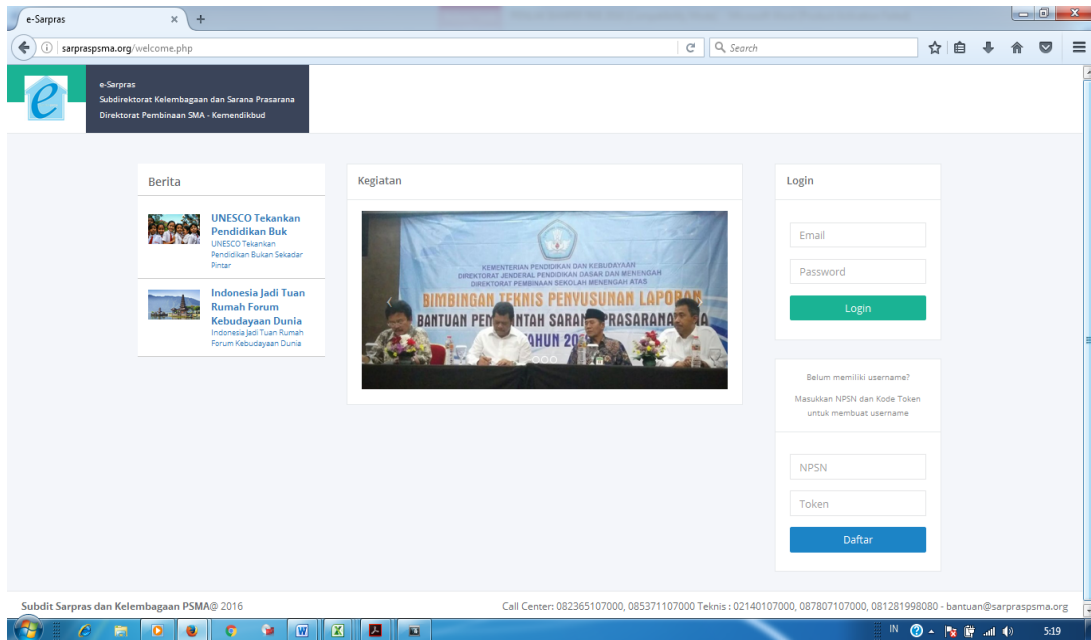 e-Sarpras
sarpraspsma.org/welcome.php
Search
e
e-Sarpras
Subdirektorat Kelembagaan dan Sarana Prasarana
Direktorat Pembinaan SMA - Kemendikbud
Berita
UNESCO Tekankan
Pendidikan Buk
UNESCO Tekankan
Pendidikan Bukan Sekadar
Pintar
Indonesia Jadi Tuan
Rumah Forum
Kebudayaan Dunia
Indonesia Jadi Tuan Rumah
Forum Kebudayaan Dunia
Kegiatan
KEMENTERIAN PENDIDIKAN DAN KEBUDAYAAN
DIREKTORAT JENDERAL PENDIDIKAN DASAR DAN MENENGAH
DIREKTORAT PEMBINAAN SEKOLAH MENENGAH ATAS
BIMBINGAN TEKNIS PENYUSUNAN LAPORAN
BANTUAN
Login
Email
Password
Login
Belum memiliki username?
Masukkan NPSN dan Kode Token
untuk membuat username
NPSN
Token
Daftar
Subdit Sarpras dan Kelembagaan PSMA@ 2016
Call Center: 082365107000, 085371107000 Teknis : 02140107000, 087807107000, 081281998080 - bantuan@sarpraspsma.org
IN
5:19